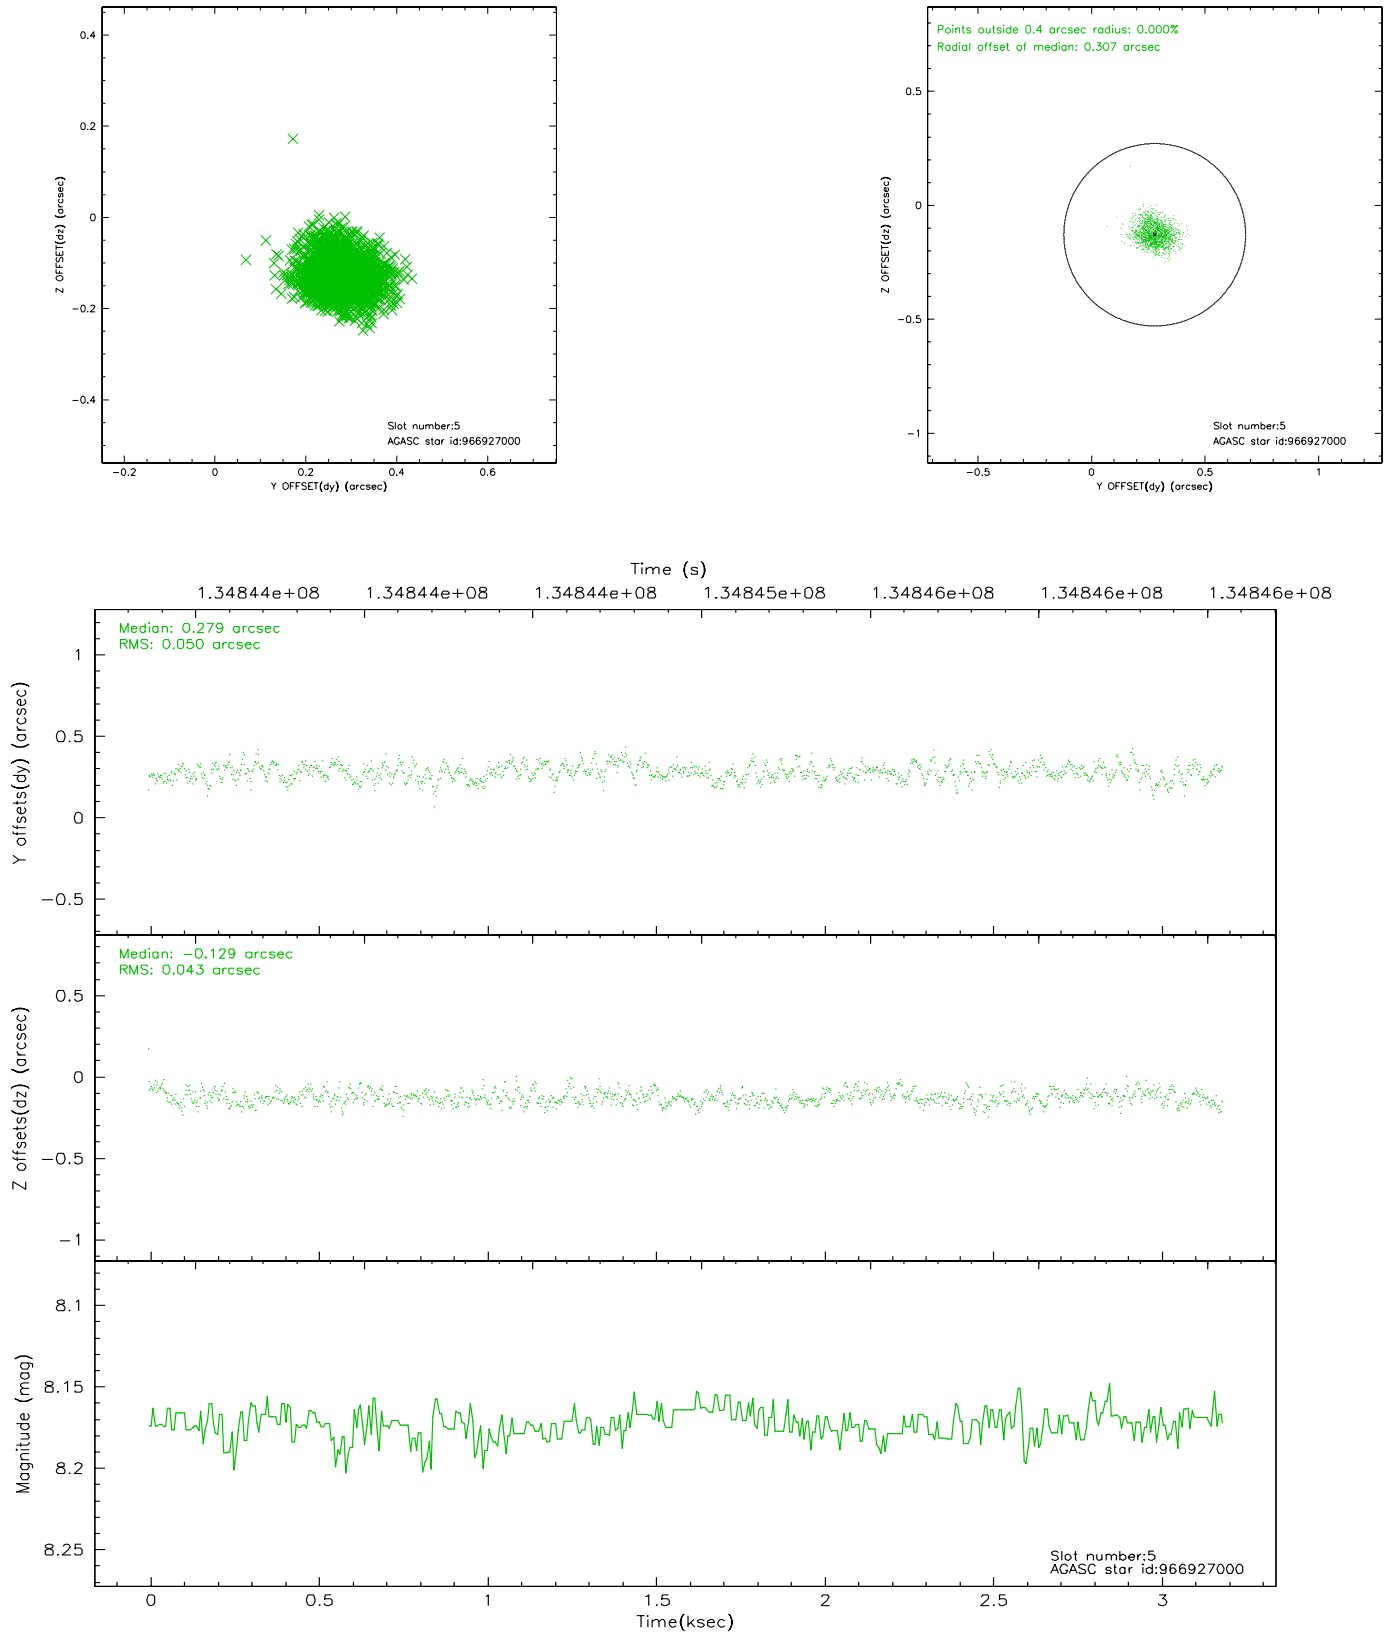 0.4
0.2
0
-0.2
-0.4
Z OFFSET(dz) (arcsec)
Slot number:5
AGASC star id:966927000
-0.2 0 0.2 0.4 0.6
Y OFFSET(dy) (arcsec)
Points outside 0.4 arcsec radius: 0.000%
Radial offset of median: 0.307 arcsec
0.5
0
-0.5
-1
Z OFFSET(dz) (arcsec)
Slot number:5
AGASC star id:966927000
-0.5 0 0.5 1
Y OFFSET(dy) (arcsec)
Time (s)
1.34844e+08 1.34844e+08 1.34844e+08 1.34845e+08 1.34846e+08 1.34846e+08 1.34846e+08
Median: 0.279 arcsec
RMS: 0.050 arcsec
1
0.5
0
-0.5
Y offsets(dy) (arcsec)
Median: -0.129 arcsec
RMS: 0.043 arcsec
0.5
0
-0.5
-1
Z offsets(dz) (arcsec)
8.1
8.15
8.2
8.25
Magnitude (mag)
Slot number:5
AGASC star id:966927000
0 0.5 1 1.5 2 2.5 3
Time(ksec)